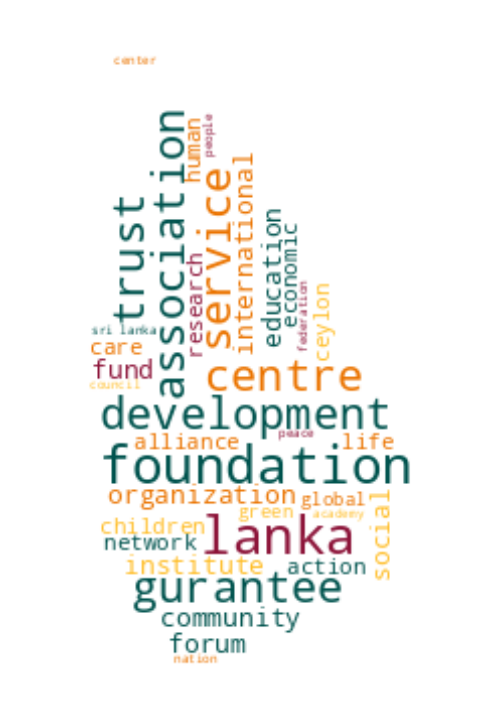 center
association
human
people
trust
service
international
education
economic
research
federation
ceylon
sri lanka
care
fund
council
centre
development
peace
alliance
life
foundation
organization
global
green
academy
social
children
lanka
network
institute
action
gurantee
community
forum
nation